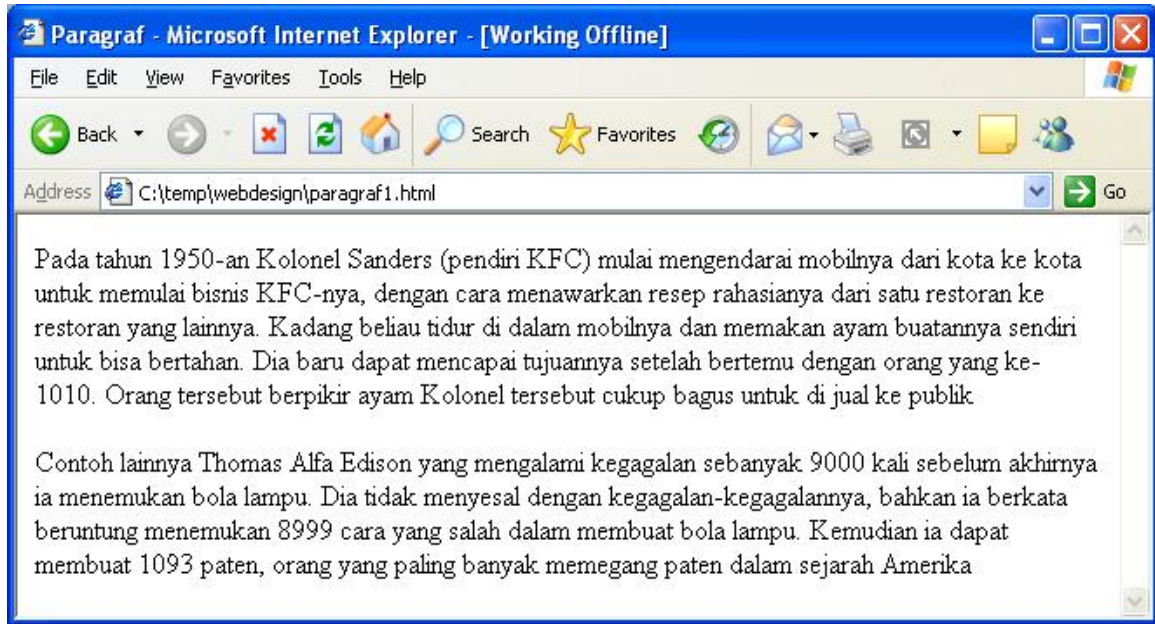 Paragraf - Microsoft Internet Explorer - [Working Offline]
File Edit View Favorites Tools Help
Back Search Favorites
Address C:\temp\webdesign\paragraf1.html Go
Pada tahun 1950-an Kolonel Sanders (pendiri KFC) mulai mengendarai mobilnya dari kota ke kota
untuk memulai bisnis KFC-nya, dengan cara menawarkan resep rahasianya dari satu restoran ke
restoran yang lainnya. Kadang beliau tidur di dalam mobilnya dan memakan ayam buatannya sendiri
untuk bisa bertahan. Dia baru dapat mencapai tujuannya setelah bertemu dengan orang yang ke-
1010. Orang tersebut berpikir ayam Kolonel tersebut cukup bagus untuk di jual ke publik
Contoh lainnya Thomas Alfa Edison yang mengalami kegagalan sebanyak 9000 kali sebelum akhirnya
ia menemukan bola lampu. Dia tidak menyesal dengan kegagalan-kegagalannya, bahkan ia berkata
beruntung menemukan 8999 cara yang salah dalam membuat bola lampu. Kemudian ia dapat
membuat 1093 paten, orang yang paling banyak memegang paten dalam sejarah Amerika